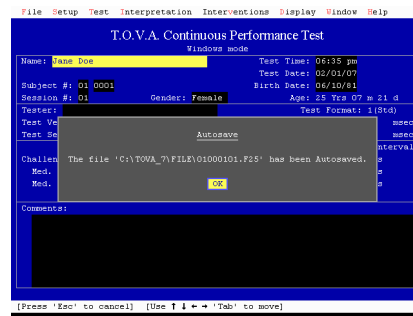 File Setup Test Interpretation Interventions Display Window Help
T.O.V.A. Continuous Performance Test
Windows mode
Name: Jane Doe Test Time: 06:35 pm
Test Date: 02/01/07
Subject #: 01 0001 Birth Date: 06/10/81
Session #: 01 Gender: Female Age: 25 Yrs 07 m 21 d
Tester: Test Format: 1(Std)
Test Ve msec
Test Se Autosave msec
nterval
Challen The file 'C:\TOVA_7\FILE\01000101.F25' has been Autosaved. s
Med. s
Med. OK s
Comments:
[Press 'Esc' to cancel] [Use ↑ ↓ ← → 'Tab' to move]